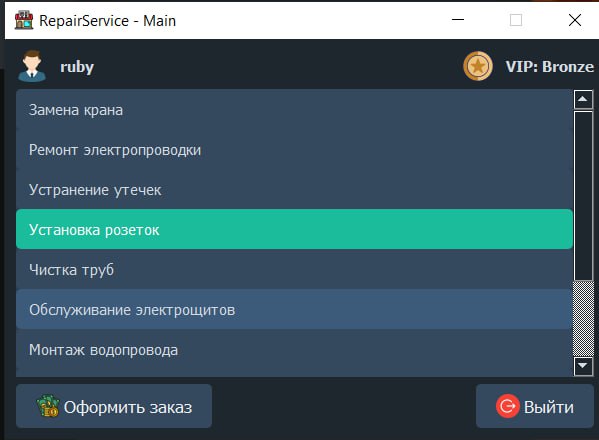 RepairService - Main
ruby
VIP: Bronze
Замена крана
Ремонт электропроводки
Устранение утечек
Установка розеток
Чистка труб
Обслуживание электрощитов
Монтаж водопровода
Оформить заказ
Выйти